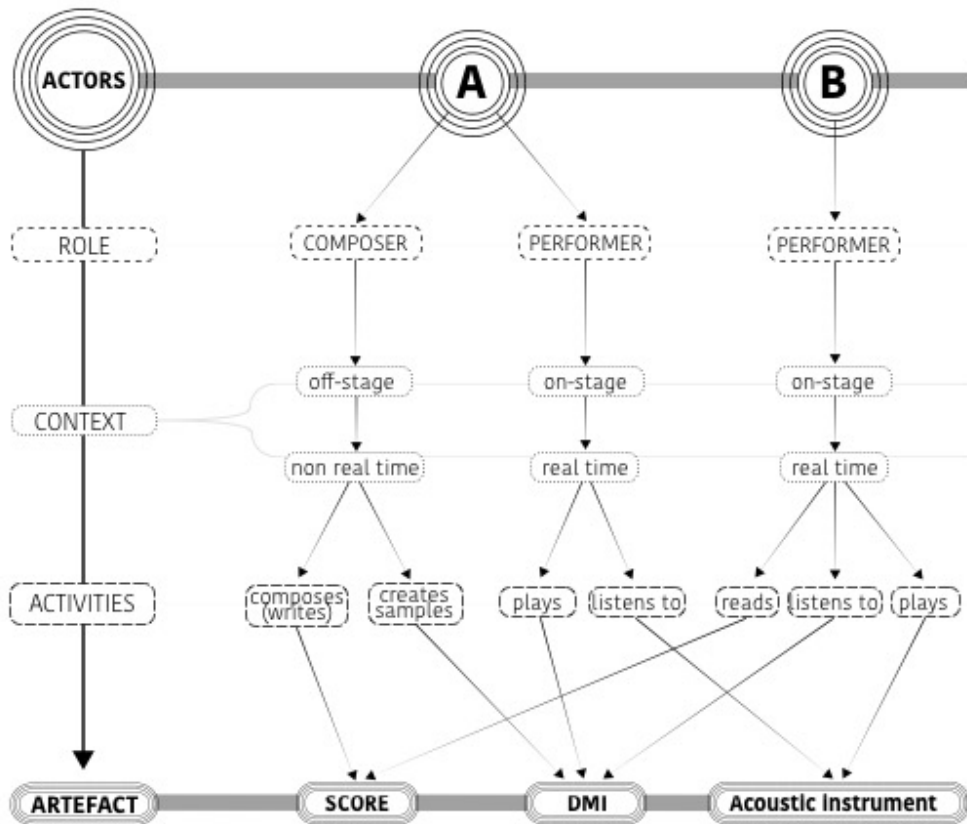 ACTORS
A
B
ROLE
COMPOSER
PERFORMER
PERFORMER
off-stage
on-stage
on-stage
CONTEXT
non real time
real time
real time
ACTIVITIES
composes
(writes)
creates
samples
plays
listens to
reads
listens to
plays
ARTEFACT
SCORE
DMI
Acoustic instrument